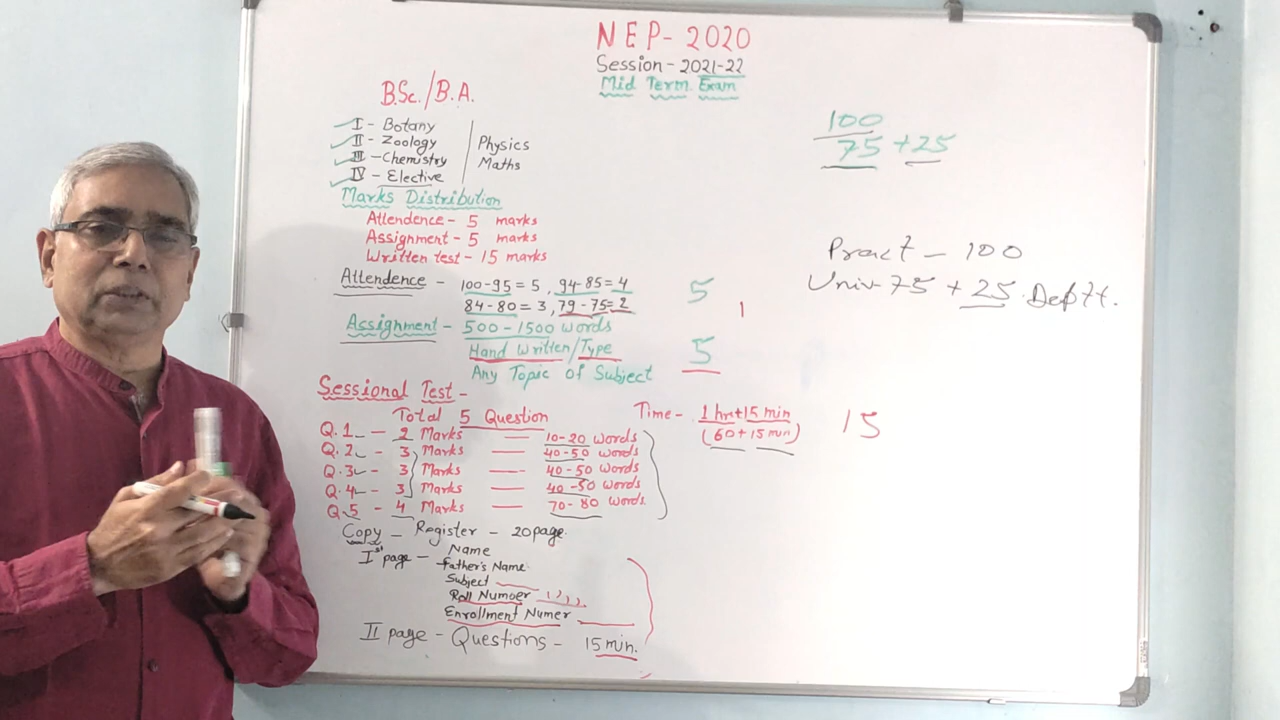 NEP-2020
Session-2021-22
Mid Term Exam
B.Sc./B.A.
I - Botany
II - Zoology
III - Chemistry
IV - Elective
Physics
Maths
100
75 +25
Marks Distribution
Attendence - 5 marks
Assignment - 5 marks
Written test - 15 marks
Pract - 100
Univ- 75 + 25 Deptt.
Attendence - 100-95 = 5, 94-85 = 4
84-80 = 3, 79-75 = 2
5
1
Assignment - 500-1500 words
Hand Written/Type
Any Topic of Subject
5
Sessional Test -
Total 5 Question
Time - 1 hr+15 min
(60+15 min)
15
Q.1 - 2 Marks — 10-20 words
Q.2 - 3 Marks — 40-50 words
Q.3 - 3 Marks — 40-50 words
Q.4 - 3 Marks — 40-50 words
Q.5 - 4 Marks — 70-80 words
Copy - Register - 20 page
Ist page - Name
Father's Name
Subject
Roll Number
Enrollment Numer
II page - Questions - 15 min.